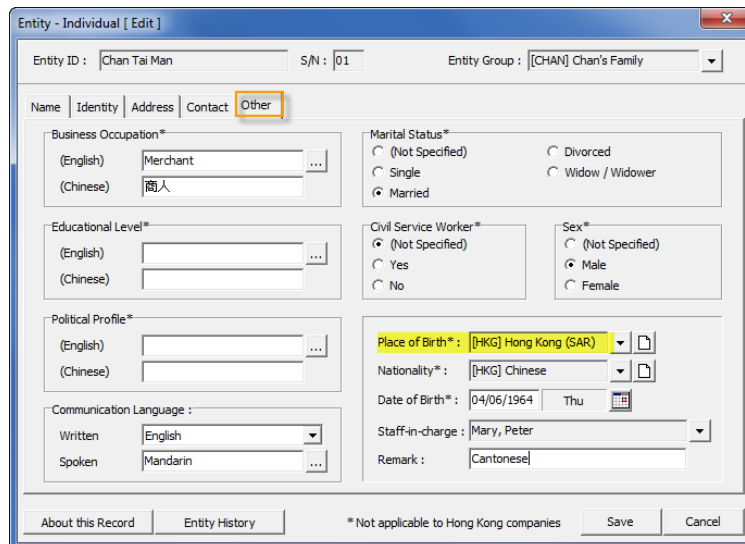 Entity - Individual [ Edit ]
Entity ID : Chan Tai Man S/N : 01 Entity Group : [CHAN] Chan's Family
Name Identity Address Contact Other
Business Occupation*
(English) Merchant ...
(Chinese) 商人
Marital Status*
(Not Specified) Divorced
Single Widow / Widower
Married
Educational Level*
(English) ...
(Chinese)
Civil Service Worker*
(Not Specified)
Yes
No
Sex*
(Not Specified)
Male
Female
Political Profile*
(English) ...
(Chinese)
Communication Language :
Written English
Spoken Mandarin ...
Place of Birth* : [HKG] Hong Kong (SAR)
Nationality* : [HKG] Chinese
Date of Birth* : 04/06/1964 Thu
Staff-in-charge : Mary, Peter
Remark : Cantonese
About this Record Entity History * Not applicable to Hong Kong companies Save Cancel